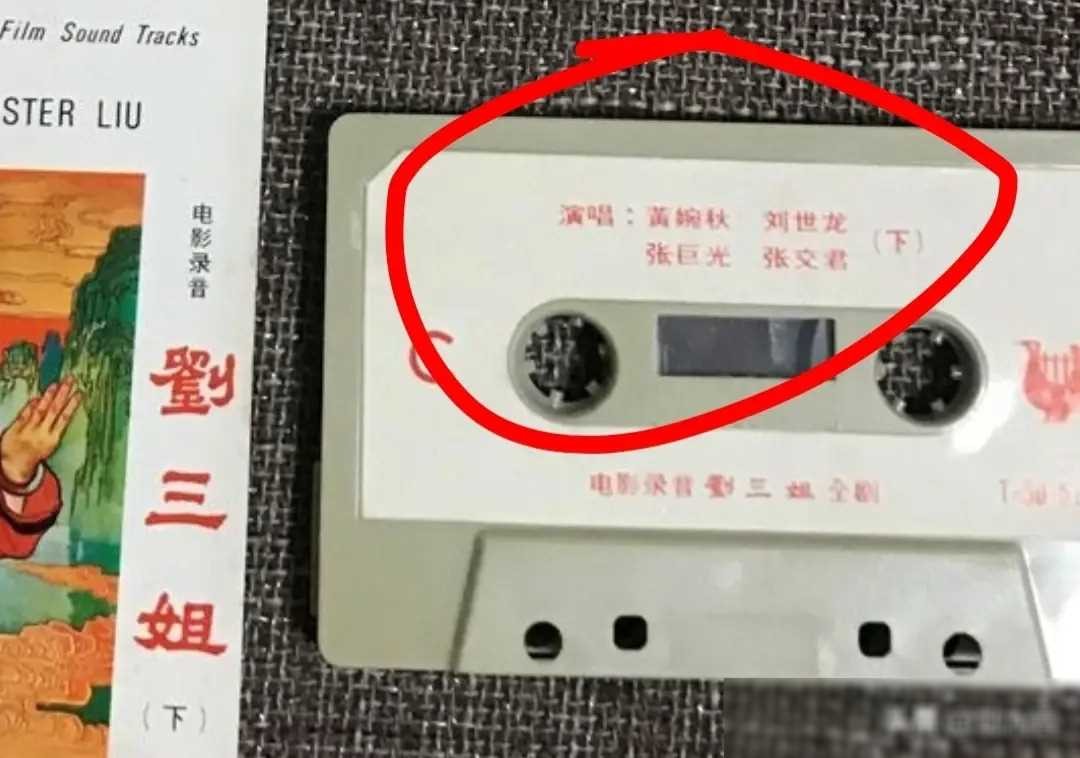 Film Sound Tracks
STER LIU
电影录音
劉三姐
（下）
演唱：黄婉秋 刘世龙
张巨光 张文君
（下）
电影录音 劉三姐 全剧